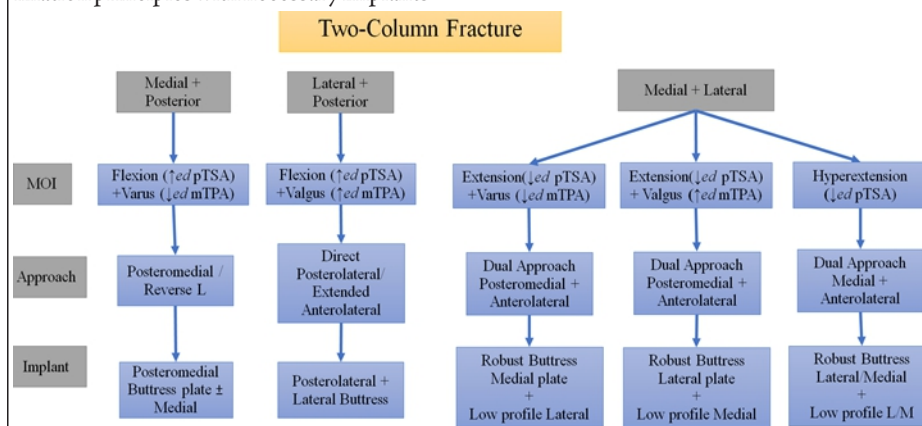 principles with necessary implants
Two-Column Fracture
Medial +
Posterior
Lateral +
Posterior
Medial + Lateral
MOI
Flexion (↑ed pTSA)
+Varus (↓ed mTPA)
Flexion (↑ed pTSA)
+Valgus (↑ed mTPA)
Extension(↓ed pTSA)
+Varus (↓ed mTPA)
Extension(↓ed pTSA)
+ Valgus (↑ed mTPA)
Hyperextension
(↓ed pTSA)
Approach
Posteromedial /
Reverse L
Direct
Posterolateral/
Extended
Anterolateral
Dual Approach
Posteromedial +
Anterolateral
Dual Approach
Posteromedial +
Anterolateral
Dual Approach
Medial +
Anterolateral
Implant
Posteromedial
Buttress plate ±
Medial
Posterolateral +
Lateral Buttress
Robust Buttress
Medial plate
+
Low profile Lateral
Robust Buttress
Lateral plate
+
Low profile Medial
Robust Buttress
Lateral/Medial
+
Low profile L/M